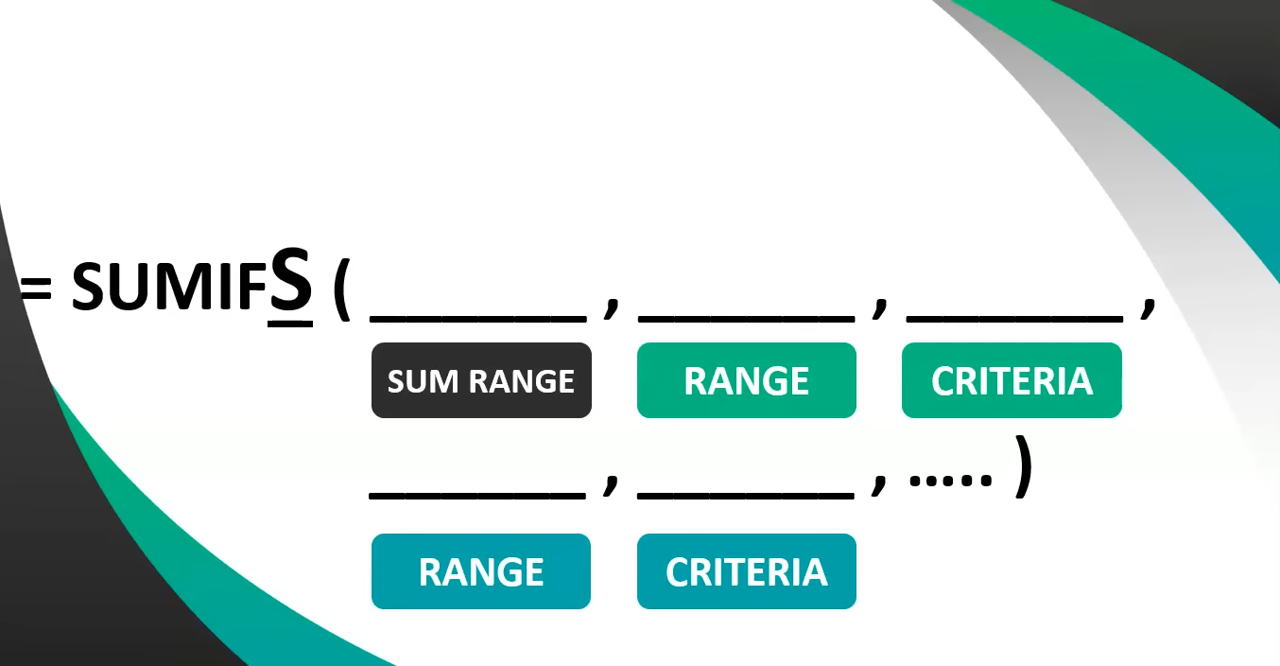 = SUMIFS ( ______ , ______ , ______ ,
SUM RANGE RANGE CRITERIA
______ , ______ , ..... )
RANGE CRITERIA